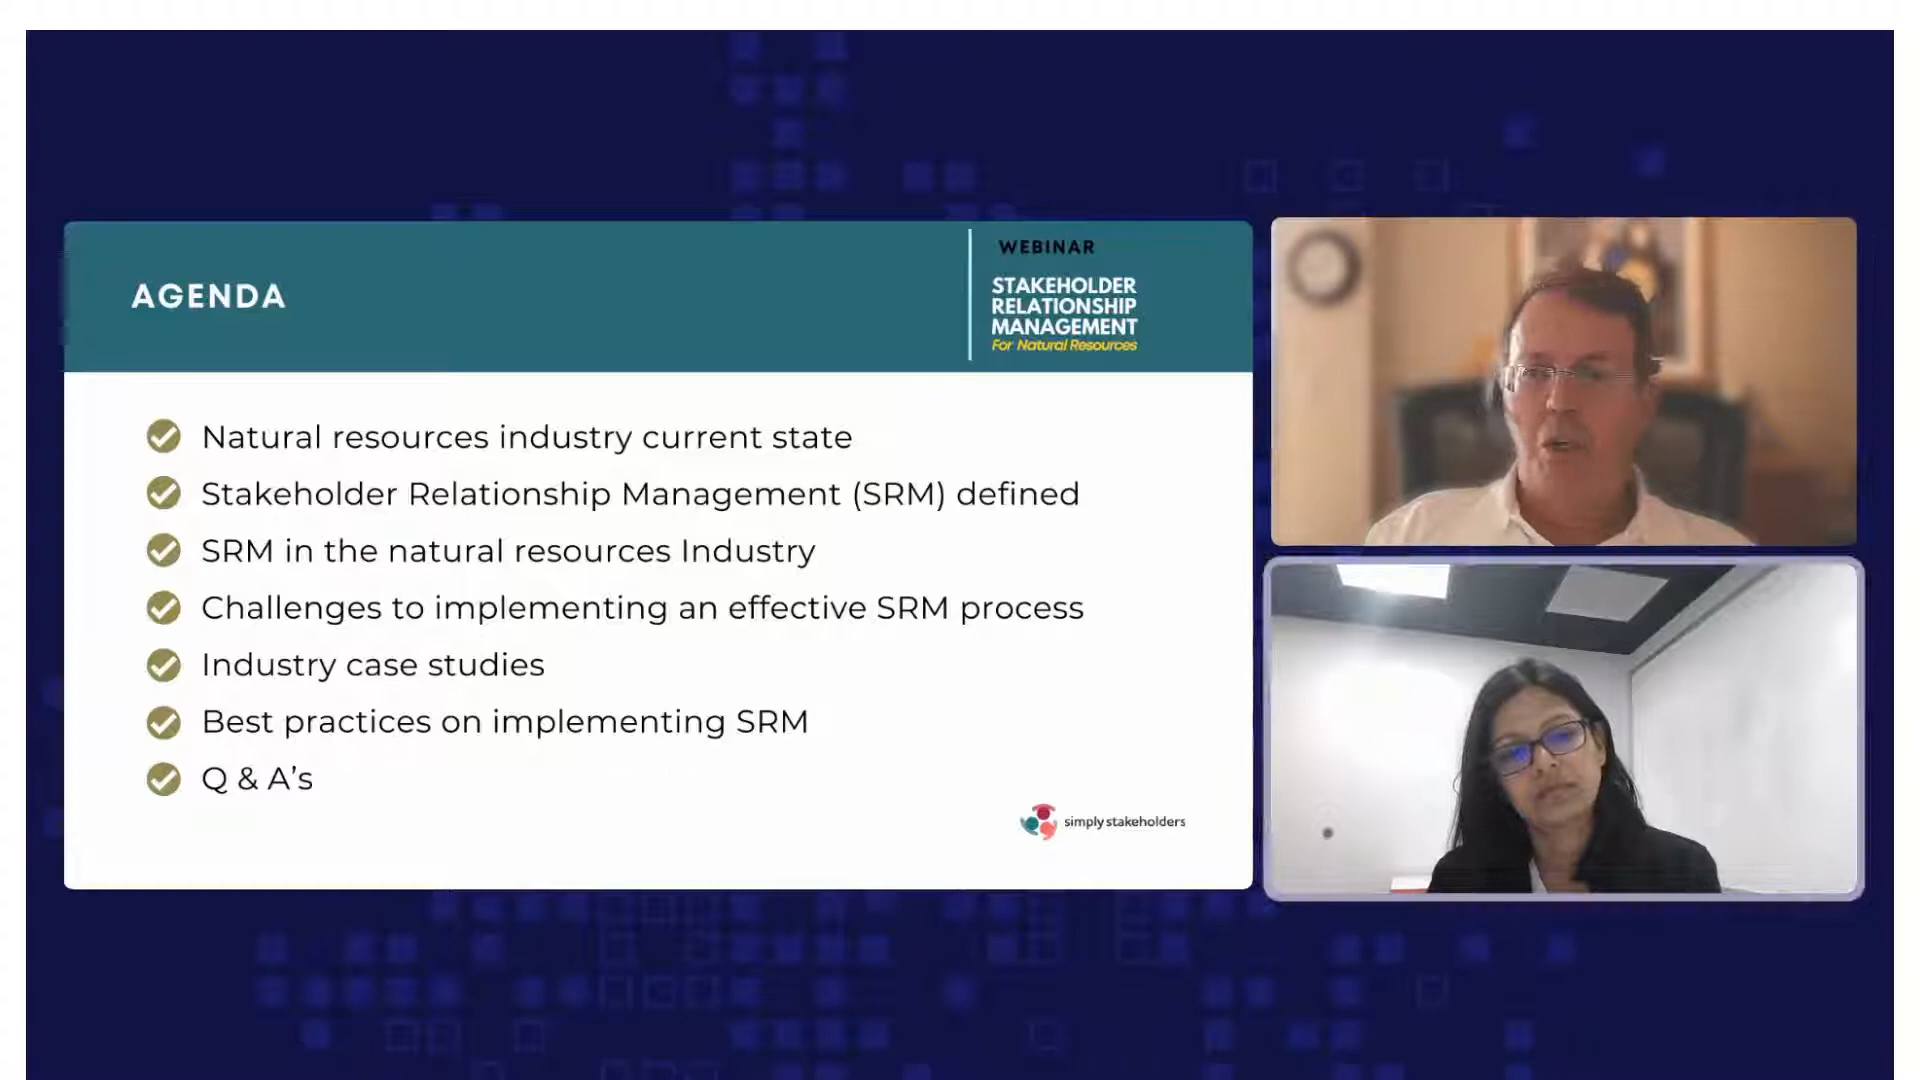 AGENDA
WEBINAR
STAKEHOLDER
RELATIONSHIP
MANAGEMENT
For Natural Resources
Natural resources industry current state
Stakeholder Relationship Management (SRM) defined
SRM in the natural resources Industry
Challenges to implementing an effective SRM process
Industry case studies
Best practices on implementing SRM
Q & A’s
simply stakeholders